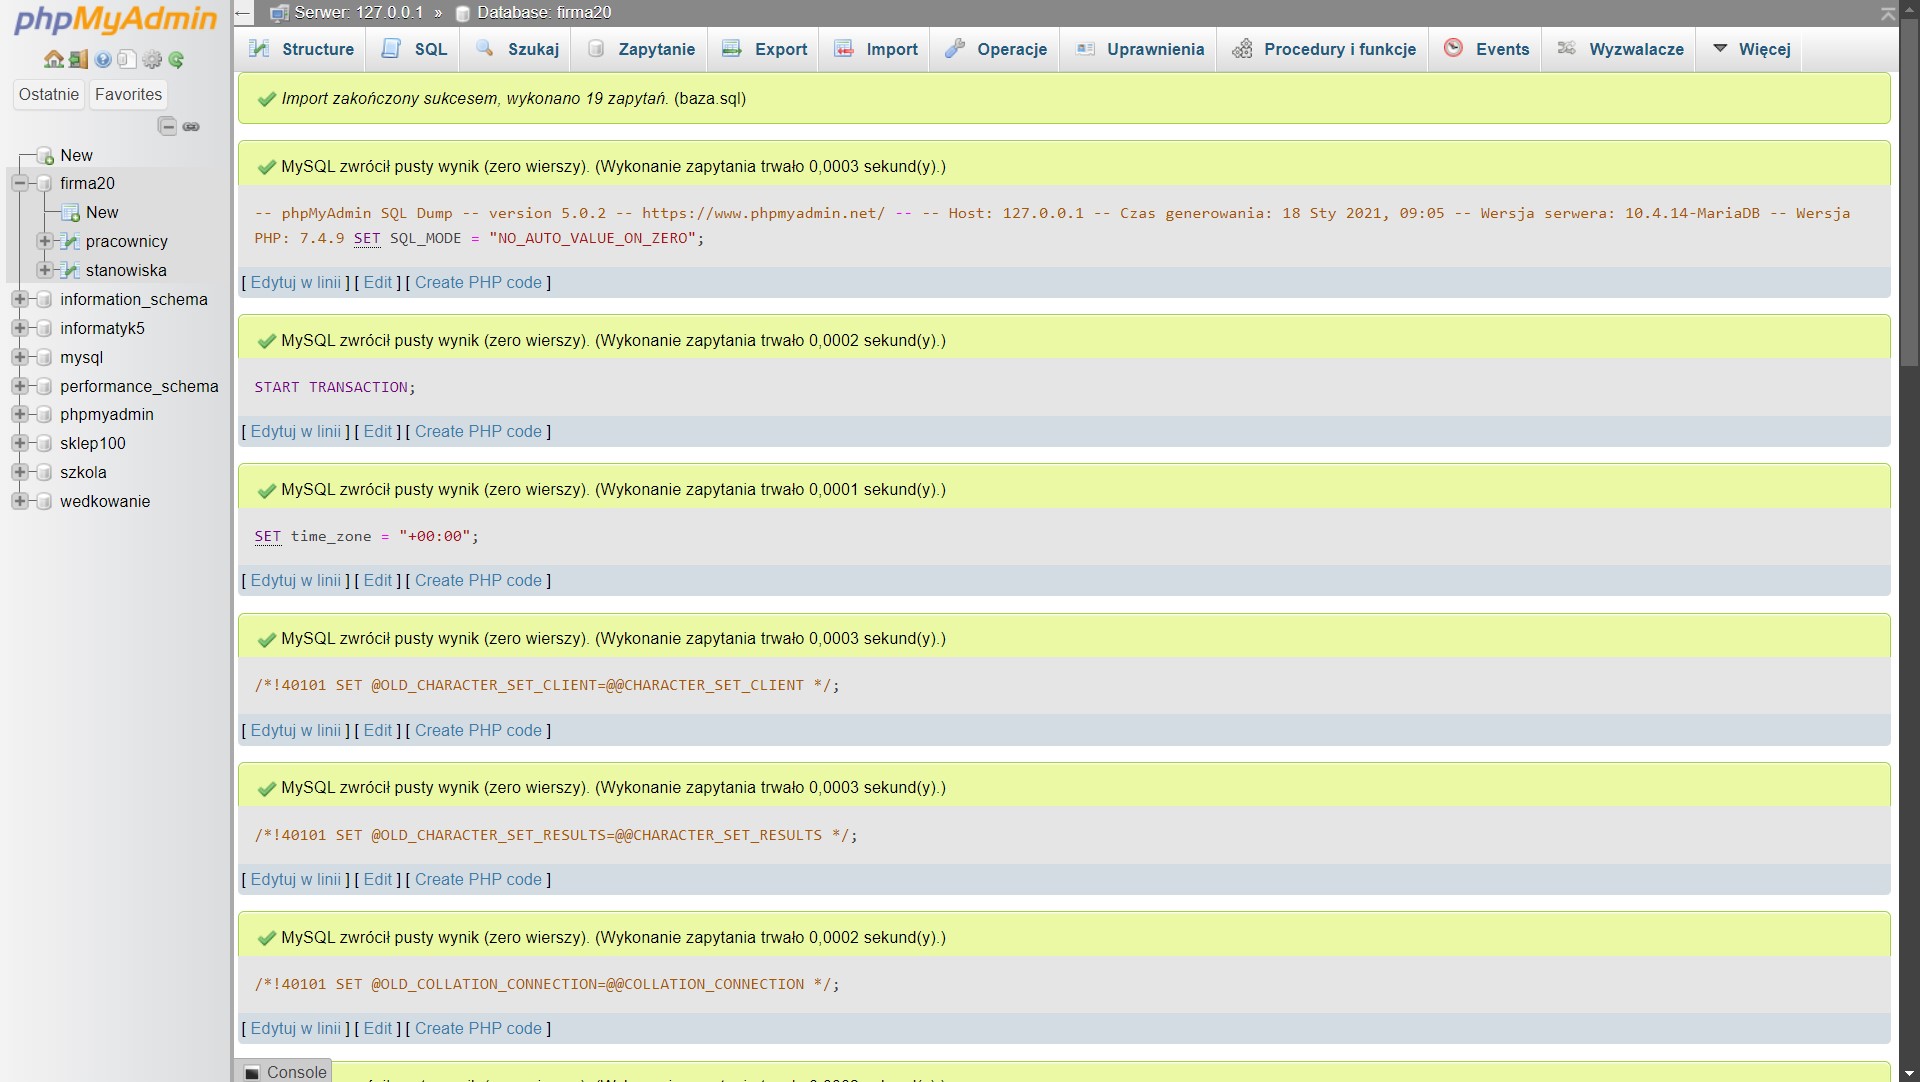 phpMyAdmin
Ostatnie
Favorites
New
firma20
New
pracownicy
stanowiska
information_schema
informatyk5
mysql
performance_schema
phpmyadmin
sklep100
szkola
wedkowanie
Serwer: 127.0.0.1 » Database: firma20
Structure SQL Szukaj Zapytanie Export Import Operacje Uprawnienia Procedury i funkcje Events Wyzwalacze Więcej
Import zakończony sukcesem, wykonano 19 zapytań. (baza.sql)
MySQL zwrócił pusty wynik (zero wierszy). (Wykonanie zapytania trwało 0,0003 sekund(y).)
-- phpMyAdmin SQL Dump -- version 5.0.2 -- https://www.phpmyadmin.net/ -- -- Host: 127.0.0.1 -- Czas generowania: 18 Sty 2021, 09:05 -- Wersja serwera: 10.4.14-MariaDB -- Wersja
PHP: 7.4.9 SET SQL_MODE = "NO_AUTO_VALUE_ON_ZERO";
[ Edytuj w linii ] [ Edit ] [ Create PHP code ]
MySQL zwrócił pusty wynik (zero wierszy). (Wykonanie zapytania trwało 0,0002 sekund(y).)
START TRANSACTION;
[ Edytuj w linii ] [ Edit ] [ Create PHP code ]
MySQL zwrócił pusty wynik (zero wierszy). (Wykonanie zapytania trwało 0,0001 sekund(y).)
SET time_zone = "+00:00";
[ Edytuj w linii ] [ Edit ] [ Create PHP code ]
MySQL zwrócił pusty wynik (zero wierszy). (Wykonanie zapytania trwało 0,0003 sekund(y).)
/*!40101 SET @OLD_CHARACTER_SET_CLIENT=@@CHARACTER_SET_CLIENT */;
[ Edytuj w linii ] [ Edit ] [ Create PHP code ]
MySQL zwrócił pusty wynik (zero wierszy). (Wykonanie zapytania trwało 0,0003 sekund(y).)
/*!40101 SET @OLD_CHARACTER_SET_RESULTS=@@CHARACTER_SET_RESULTS */;
[ Edytuj w linii ] [ Edit ] [ Create PHP code ]
MySQL zwrócił pusty wynik (zero wierszy). (Wykonanie zapytania trwało 0,0002 sekund(y).)
/*!40101 SET @OLD_COLLATION_CONNECTION=@@COLLATION_CONNECTION */;
[ Edytuj w linii ] [ Edit ] [ Create PHP code ]
Console